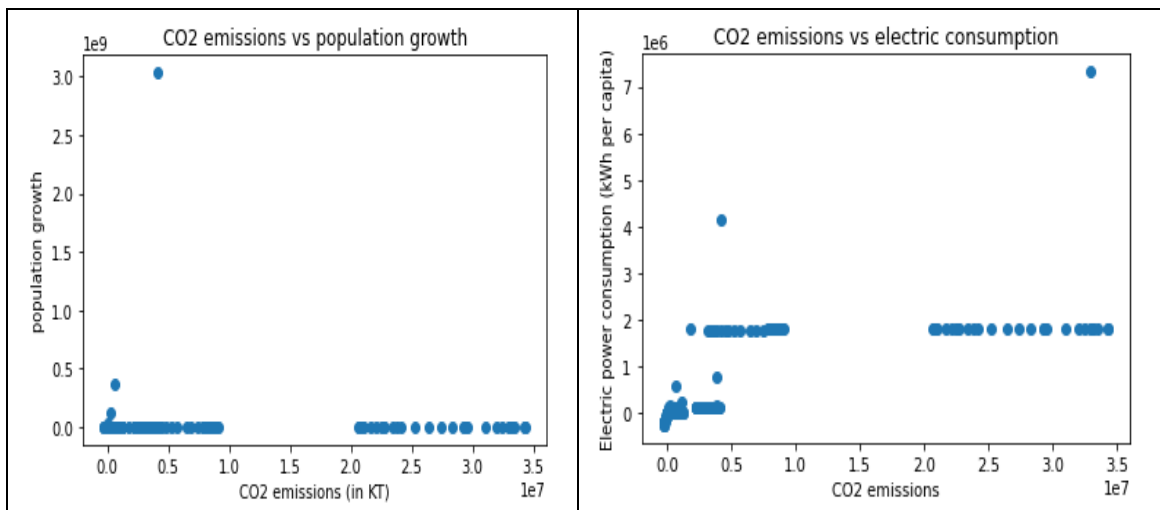 CO2 emissions vs population growth
1e9
3.0
2.5
2.0
1.5
1.0
0.5
0.0
population growth
0.0 0.5 1.0 1.5 2.0 2.5 3.0 3.5
1e7
CO2 emissions (in KT)
CO2 emissions vs electric consumption
1e6
7
6
5
4
3
2
1
0
Electric power consumption (kWh per capita)
0.0 0.5 1.0 1.5 2.0 2.5 3.0 3.5
1e7
CO2 emissions